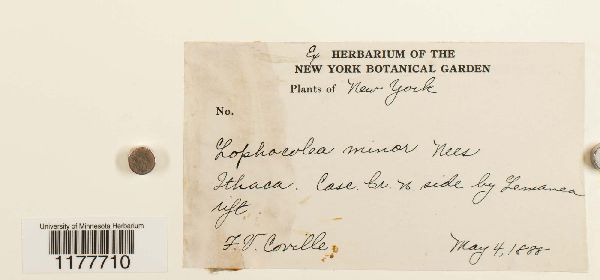 Ex HERBARIUM OF THE
NEW YORK BOTANICAL GARDEN
Plants of New York
No.
Lophocolea minor Nees
Ithaca. Casc. Cr. N side by Lemanea
rift
F. V. Coville
May 4, 1888
University of Minnesota Herbarium
1177710